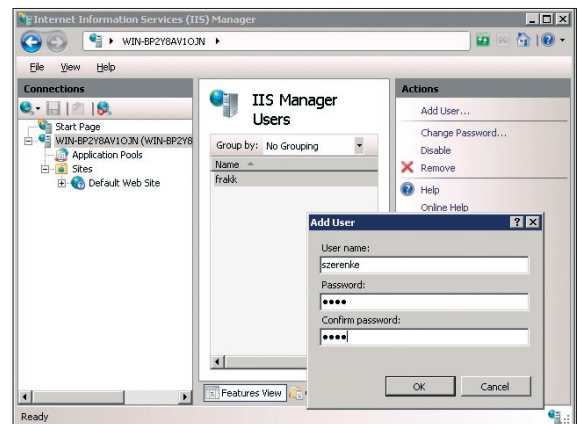 Internet Information Services (IIS) Manager
WIN-BP2Y8AV1OJN
File View Help
Connections
Start Page
WIN-BP2Y8AV1OJN (WIN-BP2Y8
Application Pools
Sites
Default Web Site
IIS Manager
Users
Group by: No Grouping
Name
frakk
Features View
Actions
Add User...
Change Password...
Disable
Remove
Help
Online Help
Add User
User name:
szerenke
Password:
••••
Confirm password:
••••
OK Cancel
Ready